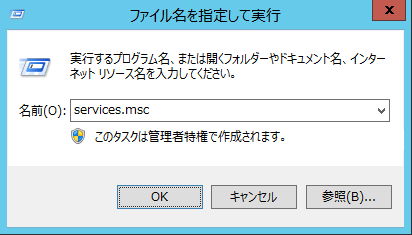 ファイル名を指定して実行
x
実行するプログラム名、または開くフォルダーやドキュメント名、インター
ネット リソース名を入力してください。
名前(O): services.msc
このタスクは管理者特権で作成されます。
OK キャンセル 参照(B)...